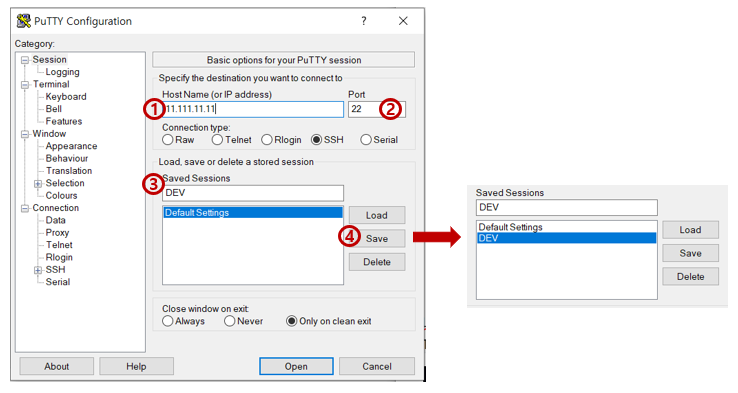 PuTTY Configuration
Category:
Session
Logging
Terminal
Keyboard
Bell
Features
Window
Appearance
Behaviour
Translation
Selection
Colours
Connection
Data
Proxy
Telnet
Rlogin
SSH
Serial
Basic options for your PuTTY session
Specify the destination you want to connect to
Host Name (or IP address) Port
1 11.111.11.11 22 2
Connection type:
Raw Telnet Rlogin SSH Serial
Load, save or delete a stored session
3 Saved Sessions
DEV
Default Settings
Load
4 Save
Delete
Close window on exit:
Always Never Only on clean exit
About Help Open Cancel
Saved Sessions
DEV
Default Settings
DEV
Load
Save
Delete